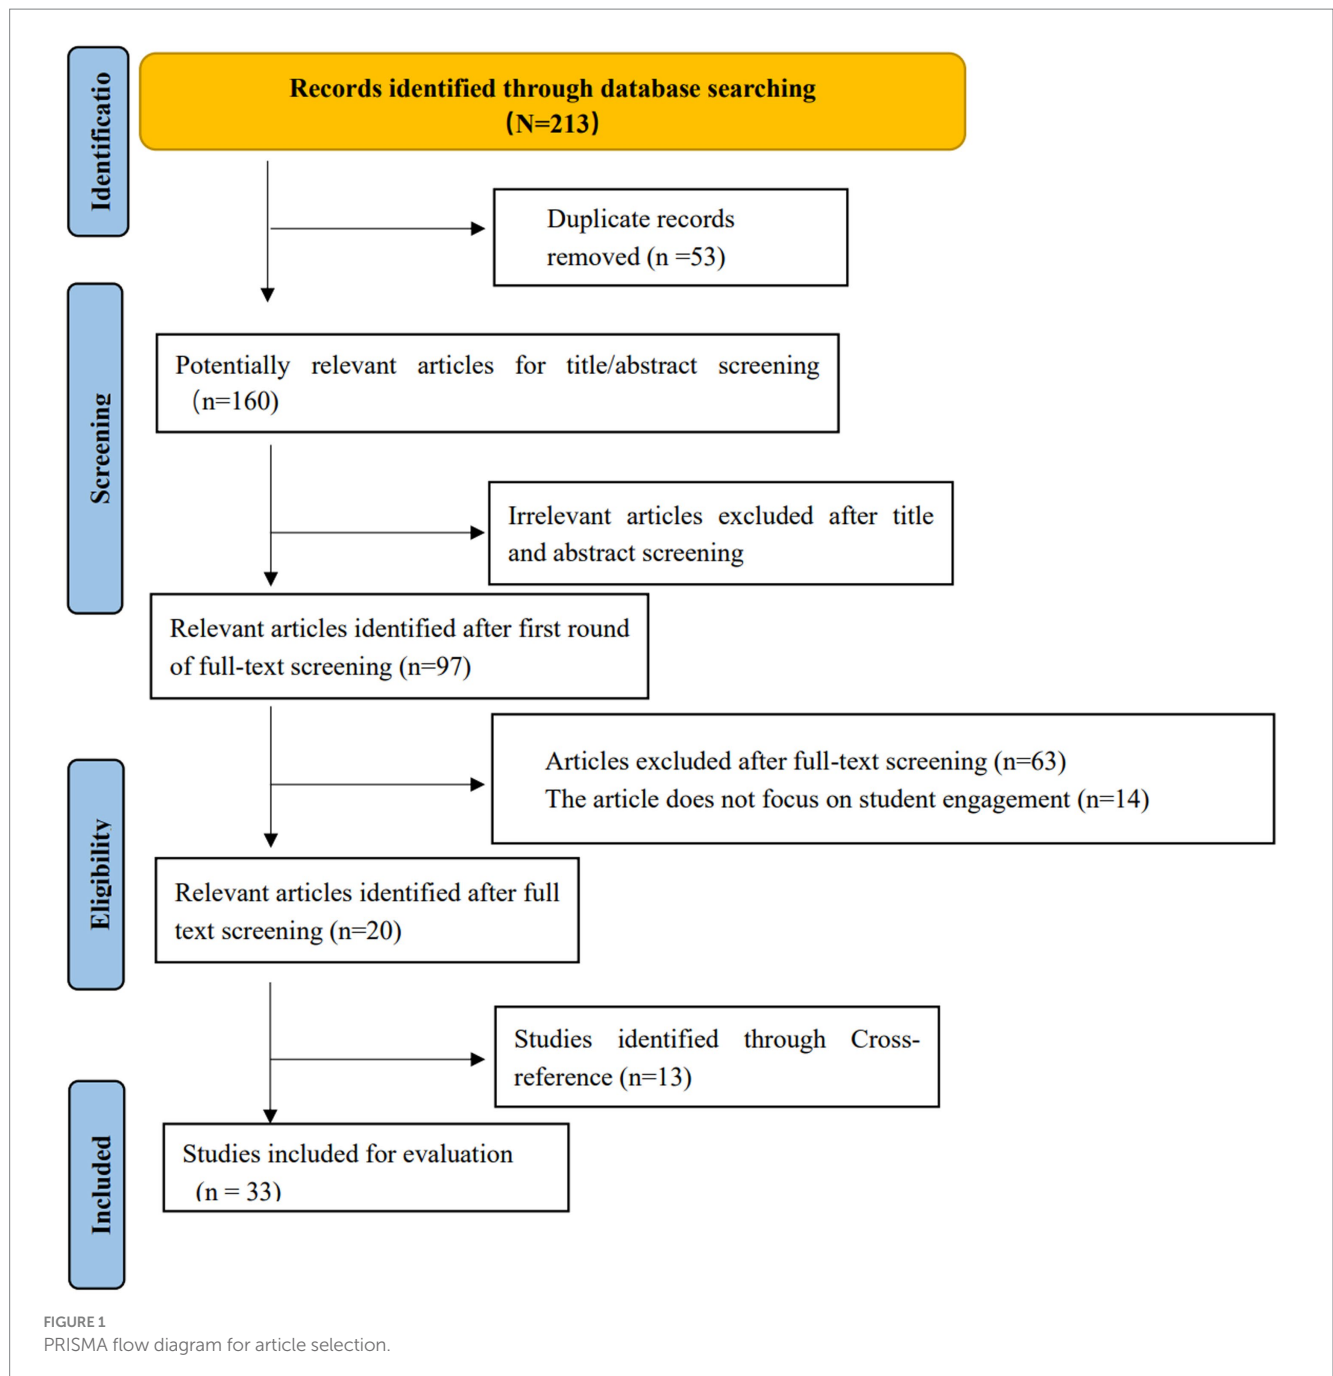 Identificatio
Records identified through database searching
(N=213)
Duplicate records
removed (n =53)
Screening
Potentially relevant articles for title/abstract screening
(n=160)
Irrelevant articles excluded after title
and abstract screening
Relevant articles identified after first round
of full-text screening (n=97)
Eligibility
Articles excluded after full-text screening (n=63)
The article does not focus on student engagement (n=14)
Relevant articles identified after full
text screening (n=20)
Studies identified through Cross-
reference (n=13)
Included
Studies included for evaluation
(n = 33)
FIGURE 1
PRISMA flow diagram for article selection.